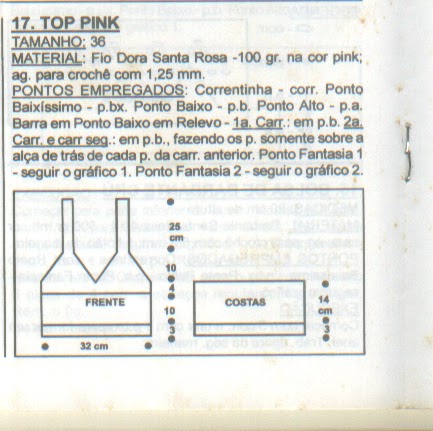 17. TOP PINK
TAMANHO: 36
MATERIAL: Fio Dora Santa Rosa -100 gr. na cor pink;
ag. para crochê com 1,25 mm.
PONTOS EMPREGADOS: Correntinha - corr. Ponto
Baixíssimo - p.bx. Ponto Baixo - p.b. Ponto Alto - p.a.
Barra em Ponto Baixo em Relevo - 1a. Carr.: em p.b. 2a.
Carr. e carr seg.: em p.b., fazendo os p. somente sobre a
alça de trás de cada p. da carr. anterior. Ponto Fantasia 1
- seguir o gráfico 1. Ponto Fantasia 2 - seguir o gráfico 2.
25
cm
10
4
10
3
FRENTE
32 cm
COSTAS
14
cm
3